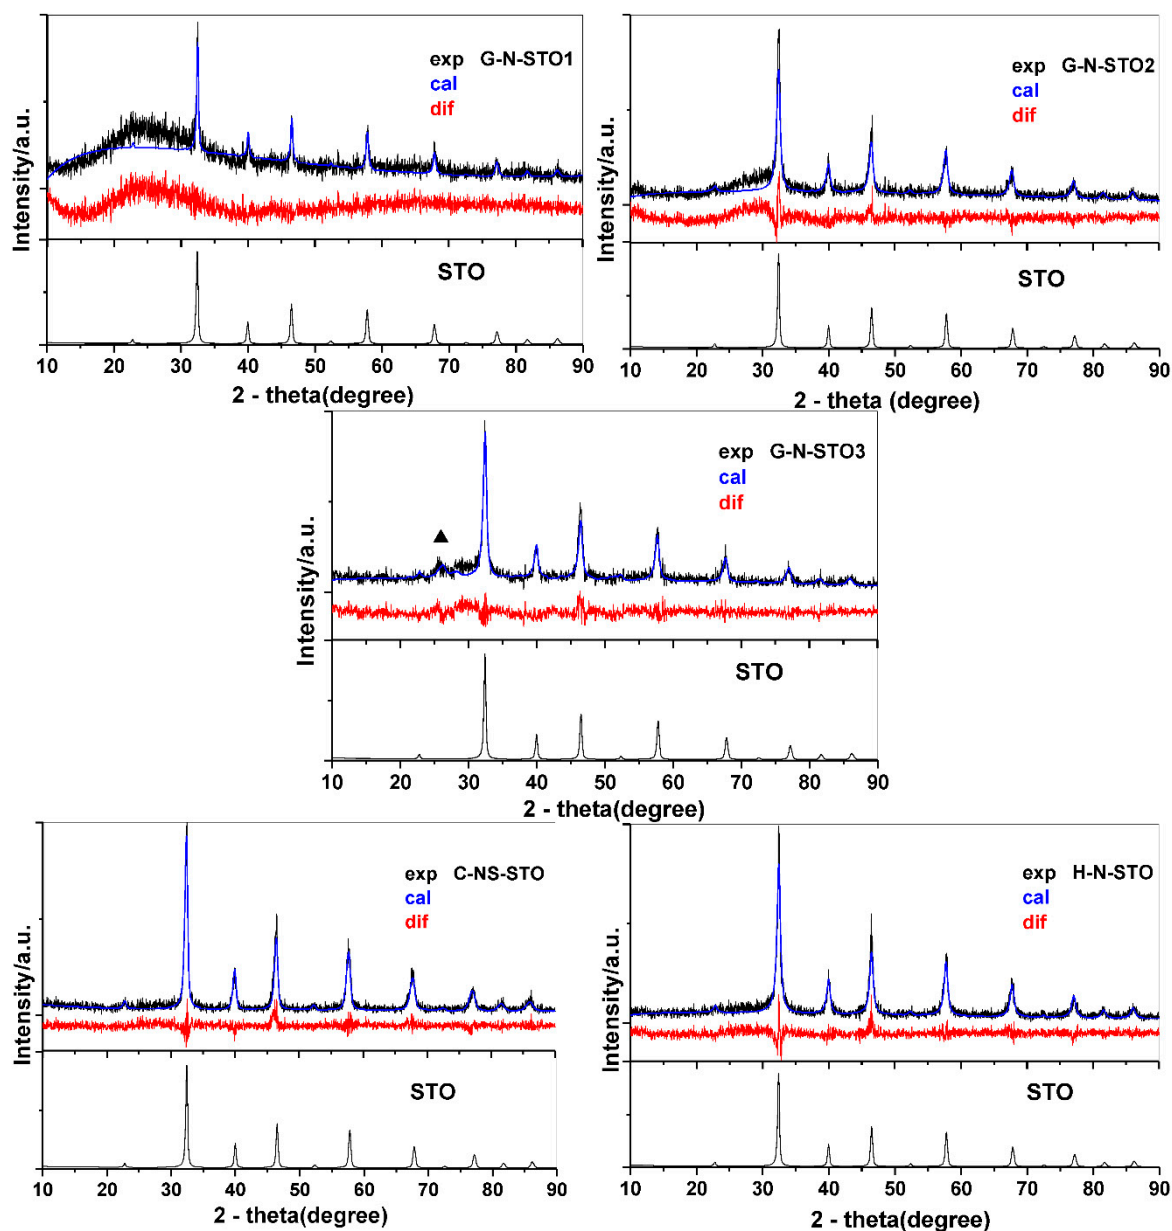 exp G-N-STO1
cal
dif
Intensity/a.u.
STO
10 20 30 40 50 60 70 80 90
2 - theta(degree)
exp G-N-STO2
cal
dif
Intensity/a.u.
STO
10 20 30 40 50 60 70 80 90
2 - theta (degree)
exp G-N-STO3
cal
dif
Intensity/a.u.
STO
10 20 30 40 50 60 70 80 90
2 - theta(degree)
exp C-NS-STO
cal
dif
Intensity/a.u.
STO
10 20 30 40 50 60 70 80 90
2 - theta(degree)
exp H-N-STO
cal
dif
Intensity/a.u.
STO
10 20 30 40 50 60 70 80 90
2 - theta(degree)